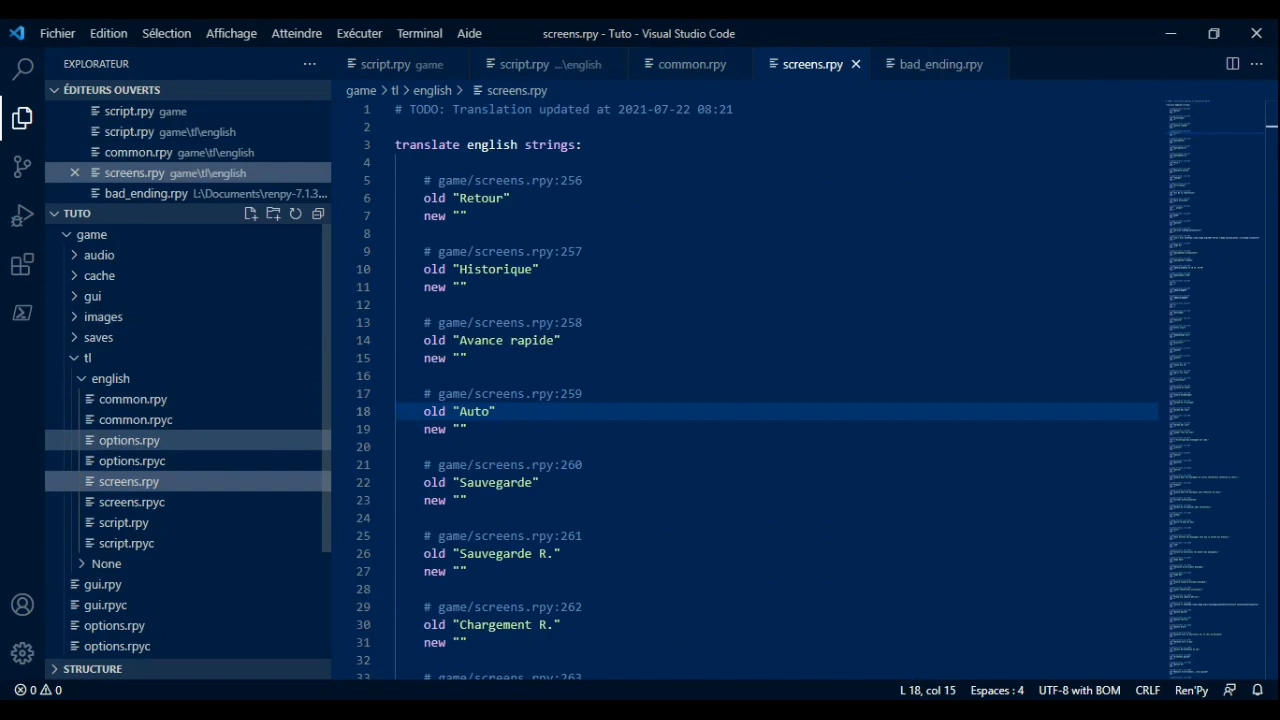 Fichier Edition Sélection Affichage Atteindre Exécuter Terminal Aide screens.rpy - Tuto - Visual Studio Code
EXPLORATEUR
script.rpy game script.rpy ...\english common.rpy screens.rpy bad_ending.rpy
ÉDITEURS OUVERTS
script.rpy game
script.rpy game\tl\english
common.rpy game\tl\english
screens.rpy game\tl\english
bad_ending.rpy L:\Documents\renpy-7.1.3...
TUTO
game
audio
cache
gui
images
saves
tl
english
common.rpy
common.rpyc
options.rpy
options.rpyc
screens.rpy
screens.rpyc
script.rpy
script.rpyc
None
gui.rpy
gui.rpyc
options.rpy
options.rpyc
STRUCTURE
game > tl > english > screens.rpy
1 # TODO: Translation updated at 2021-07-22 08:21
2
3 translate english strings:
4
5 # game/screens.rpy:256
6 old "Retour"
7 new ""
8
9 # game/screens.rpy:257
10 old "Historique"
11 new ""
12
13 # game/screens.rpy:258
14 old "Avance rapide"
15 new ""
16
17 # game/screens.rpy:259
18 old "Auto"
19 new ""
20
21 # game/screens.rpy:260
22 old "Sauvegarde"
23 new ""
24
25 # game/screens.rpy:261
26 old "Sauvegarde R."
27 new ""
28
29 # game/screens.rpy:262
30 old "Chargement R."
31 new ""
32
33 # game/screens.rpy:263
0 0 L 18, col 15 Espaces : 4 UTF-8 with BOM CRLF Ren'Py